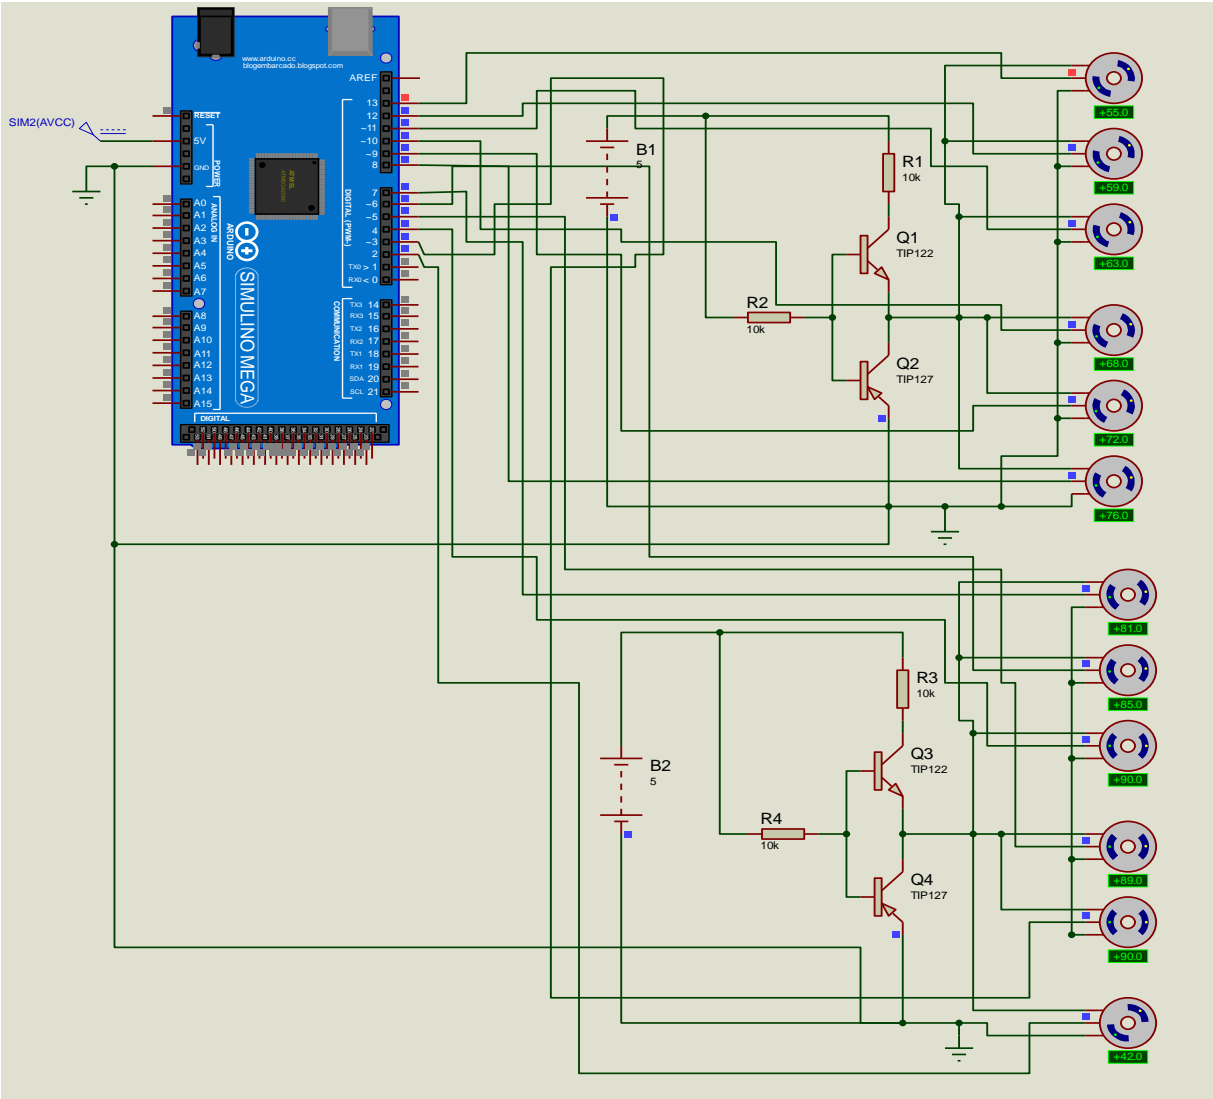 www.arduino.cc
blogembarcado.blogspot.com
SIM2(AVCC)
RESET
5V
GND
POWER
AREF
13
12
~11
~10
~9
8
7
~6
~5
4
~3
2
TX0 > 1
RX0 < 0
DIGITAL (PWM~)
ANALOG IN
A0
A1
A2
A3
A4
A5
A6
A7
A8
A9
A10
A11
A12
A13
A14
A15
ARDUINO
SIMULINO MEGA
TX3 14
RX3 15
TX2 16
RX2 17
TX1 18
RX1 19
SDA 20
SCL 21
COMMUNICATION
DIGITAL
B1
5
R1
10k
Q1
TIP122
R2
10k
Q2
TIP127
+55.0
+59.0
+63.0
+68.0
+72.0
+76.0
B2
5
R3
10k
Q3
TIP122
R4
10k
Q4
TIP127
+81.0
+85.0
+90.0
+89.0
+90.0
+42.0